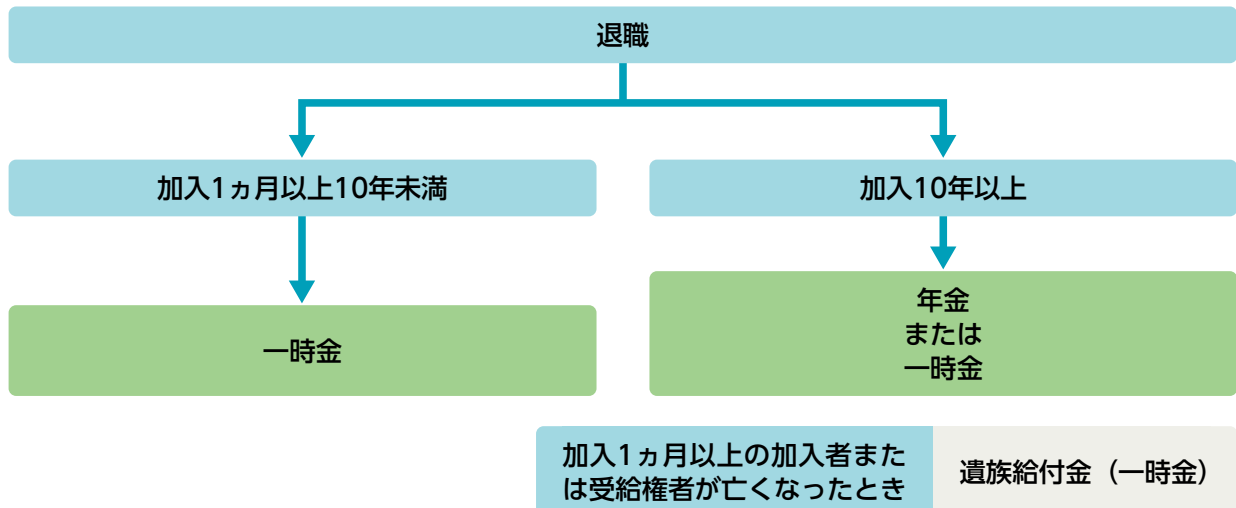 退職
加入1ヵ月以上10年未満
加入10年以上
一時金
年金
または
一時金
加入1ヵ月以上の加入者また
は受給権者が亡くなったとき
遺族給付金（一時金）